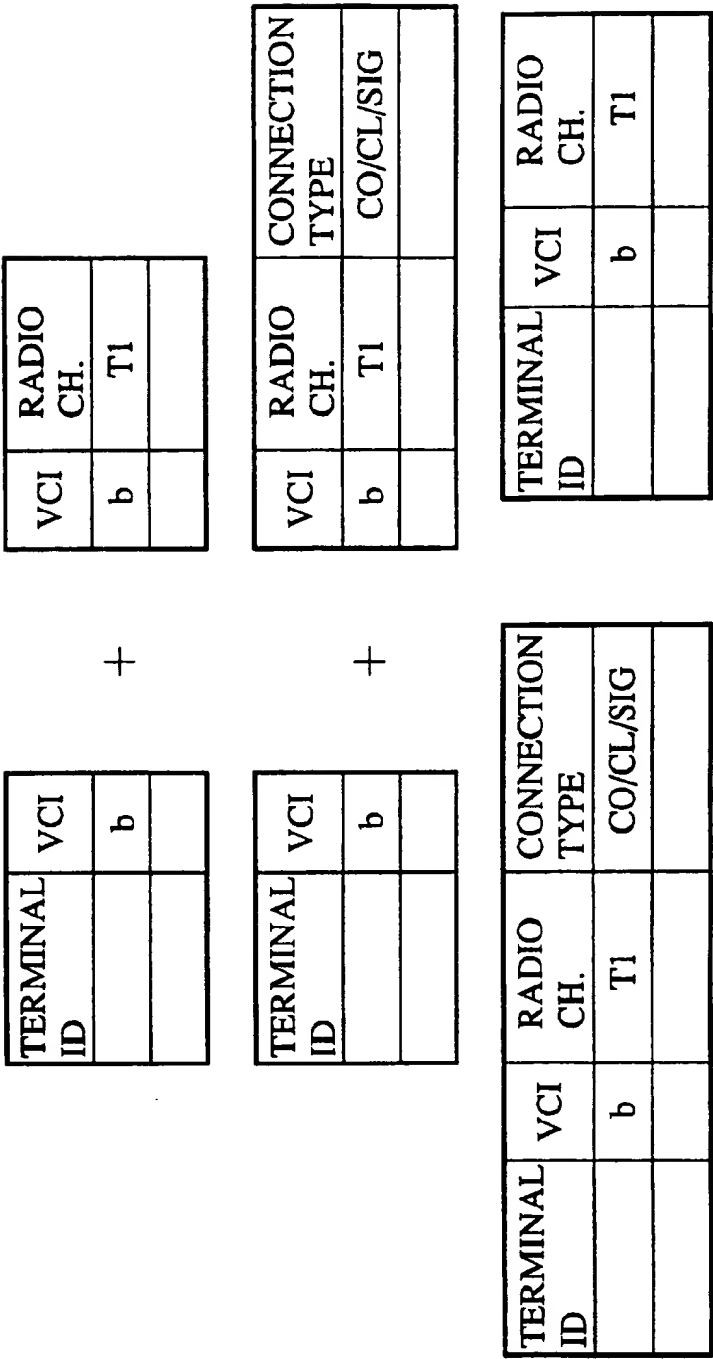 TERMINAL
ID
VCI
b
+
VCI
RADIO
CH.
b
T1
TERMINAL
ID
VCI
b
+
VCI
RADIO
CH.
CONNECTION
TYPE
b
T1
CO/CL/SIG
TERMINAL
ID
VCI
RADIO
CH.
CONNECTION
TYPE
b
T1
CO/CL/SIG
TERMINAL
ID
VCI
RADIO
CH.
b
T1